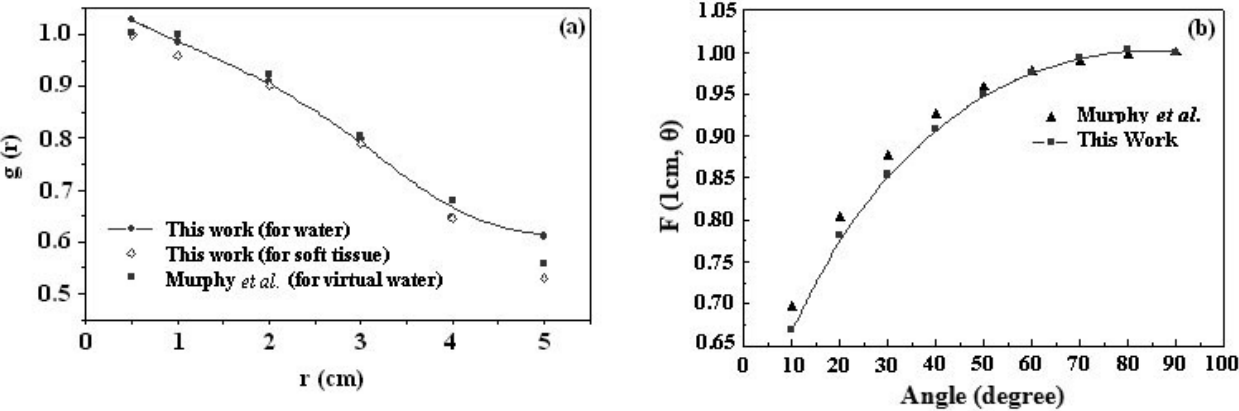 (a)
1.0
0.9
0.8
0.7
0.6
0.5
g (r)
This work (for water)
This work (for soft tissue)
Murphy et al. (for virtual water)
0 1 2 3 4 5
r (cm)
(b)
1.05
1.00
0.95
0.90
0.85
0.80
0.75
0.70
0.65
F (1cm, θ)
Murphy et al.
This Work
0 10 20 30 40 50 60 70 80 90 100
Angle (degree)